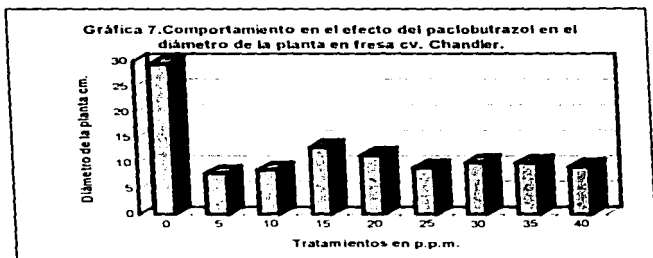 Gráfica 7.Comportamiento en el efecto del paclobutrazol en el
diámetro de la planta en fresa cv. Chandler.
Diámetro de la planta cm.
30
25
20
15
10
5
0
0 5 10 15 20 25 30 35 40
Tratamientos en p.p.m.